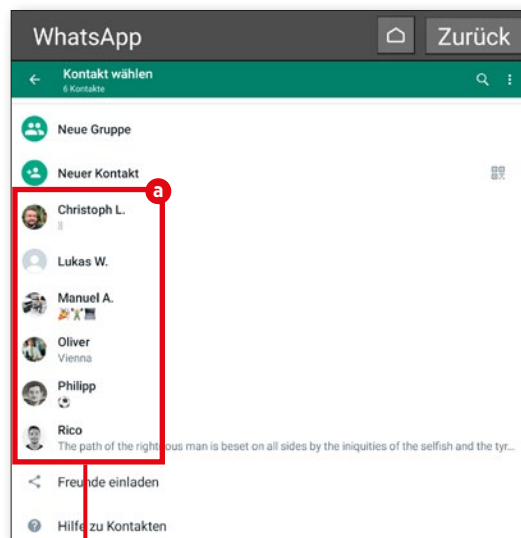 WhatsApp
Zurück
Kontakt wählen
6 Kontakte
Neue Gruppe
Neuer Kontakt
a
Christoph L.
Lukas W.
Manuel A.
🎉🏋🎹
Oliver
Vienna
Philipp
⚽
Rico
The path of the righteous man is beset on all sides by the iniquities of the selfish and the tyr...
Freunde einladen
Hilfe zu Kontakten